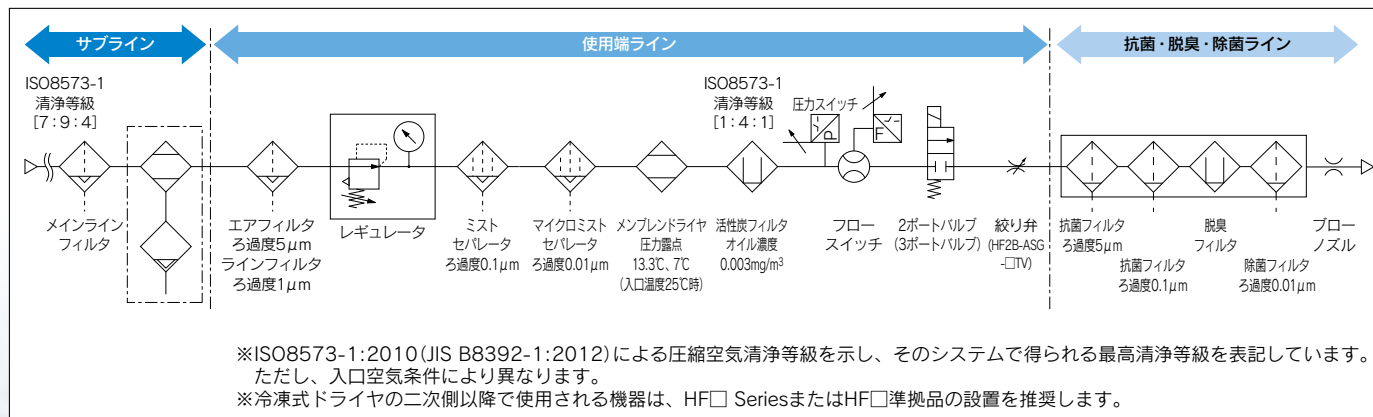 サブライン
使用端ライン
抗菌・脱臭・除菌ライン
ISO8573-1
清浄等級
[7:9:4]
ISO8573-1
清浄等級
[1:4:1]
圧力スイッチ
P
F
メインライン
フィルタ
エアフィルタ
ろ過度5μm
ラインフィルタ
ろ過度1μm
レギュレータ
ミスト
セパレータ
ろ過度0.1μm
マイクロミスト
セパレータ
ろ過度0.01μm
メンブレンドライヤ
圧力露点
13.3℃、7℃
(入口温度25℃時)
活性炭フィルタ
オイル濃度
0.003mg/m³
フロー
スイッチ
2ポートバルブ
(3ポートバルブ)
絞り弁
(HF2B-ASG
-□TV)
抗菌フィルタ
ろ過度5μm
抗菌フィルタ
ろ過度0.1μm
脱臭
フィルタ
除菌フィルタ
ろ過度0.01μm
ブロー
ノズル
※ISO8573-1:2010(JIS B8392-1:2012)による圧縮空気清浄等級を示し、そのシステムで得られる最高清浄等級を表記しています。
ただし、入口空気条件により異なります。
※冷凍式ドライヤの二次側以降で使用される機器は、HF□ SeriesまたはHF□準拠品の設置を推奨します。